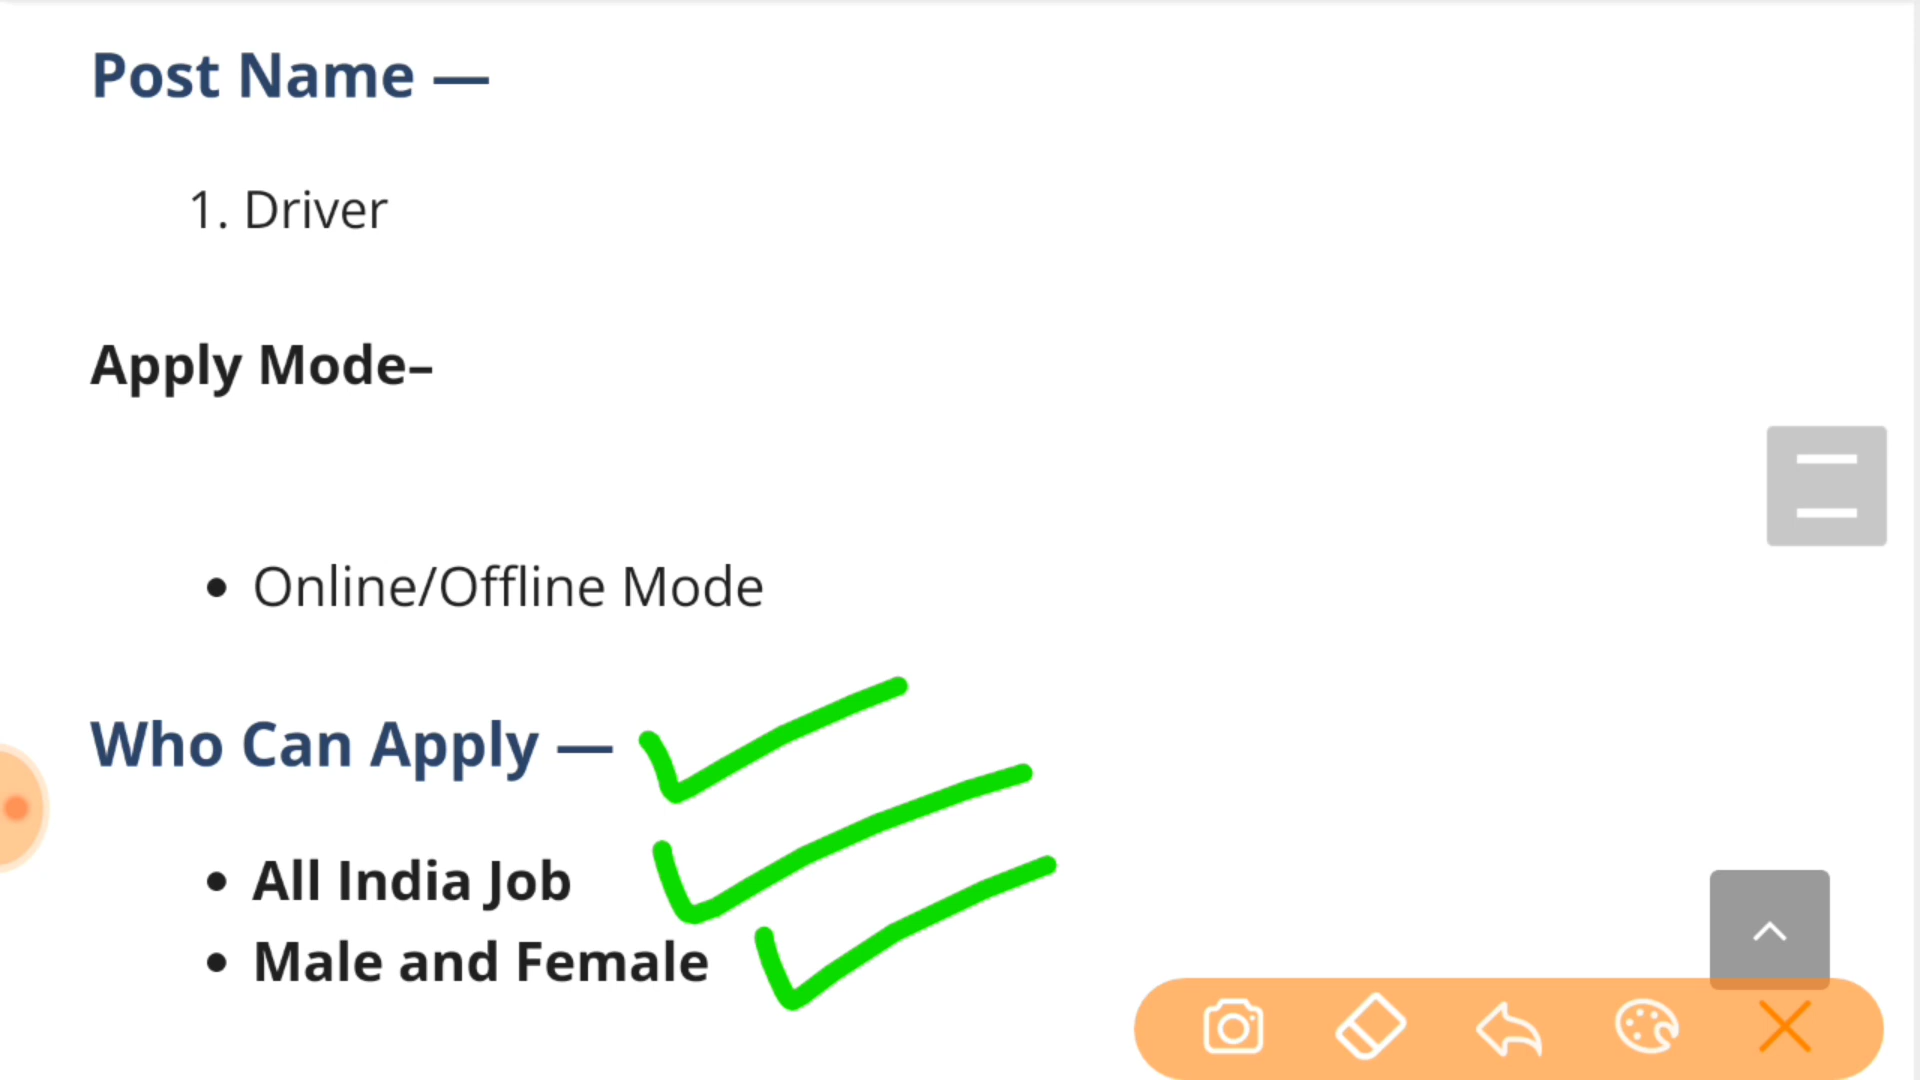 Post Name —
1. Driver
Apply Mode–
• Online/Offline Mode
Who Can Apply —
• All India Job
• Male and Female